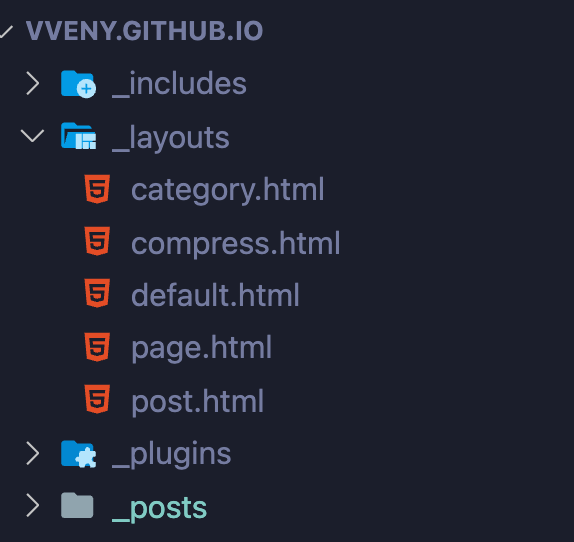 VVENY.GITHUB.IO
_includes
_layouts
category.html
compress.html
default.html
page.html
post.html
_plugins
_posts